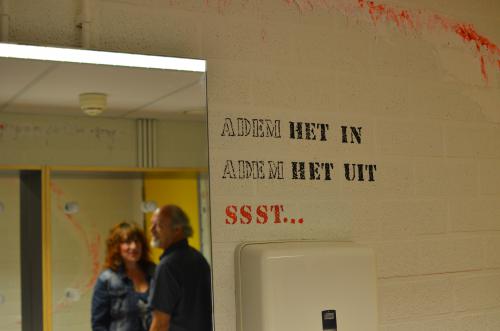 ADEM HET IN
ADEM HET UIT
SSST...